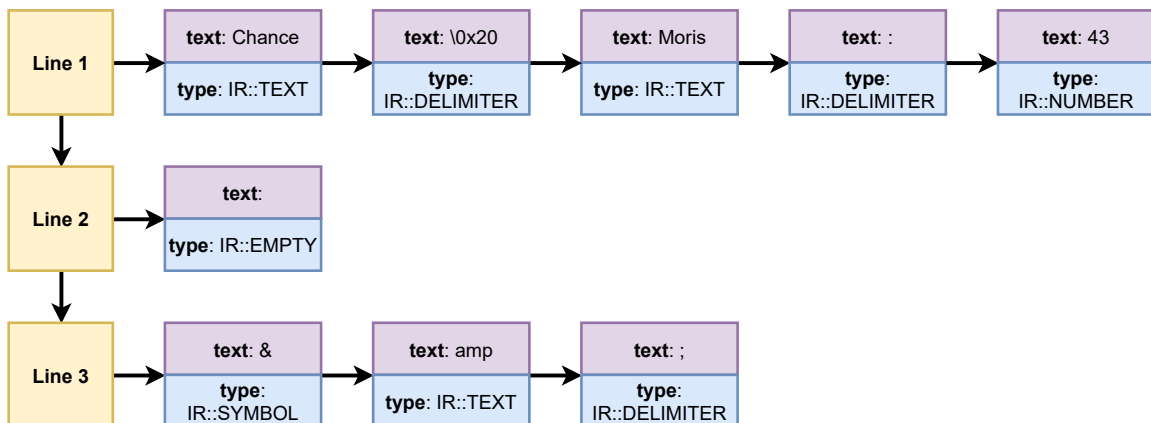 Line 1
text: Chance
type: IR::TEXT
text: \0x20
type:
IR::DELIMITER
text: Moris
type: IR::TEXT
text: :
type:
IR::DELIMITER
text: 43
type:
IR::NUMBER
Line 2
text:
type: IR::EMPTY
Line 3
text: &
type:
IR::SYMBOL
text: amp
type: IR::TEXT
text: ;
type:
IR::DELIMITER